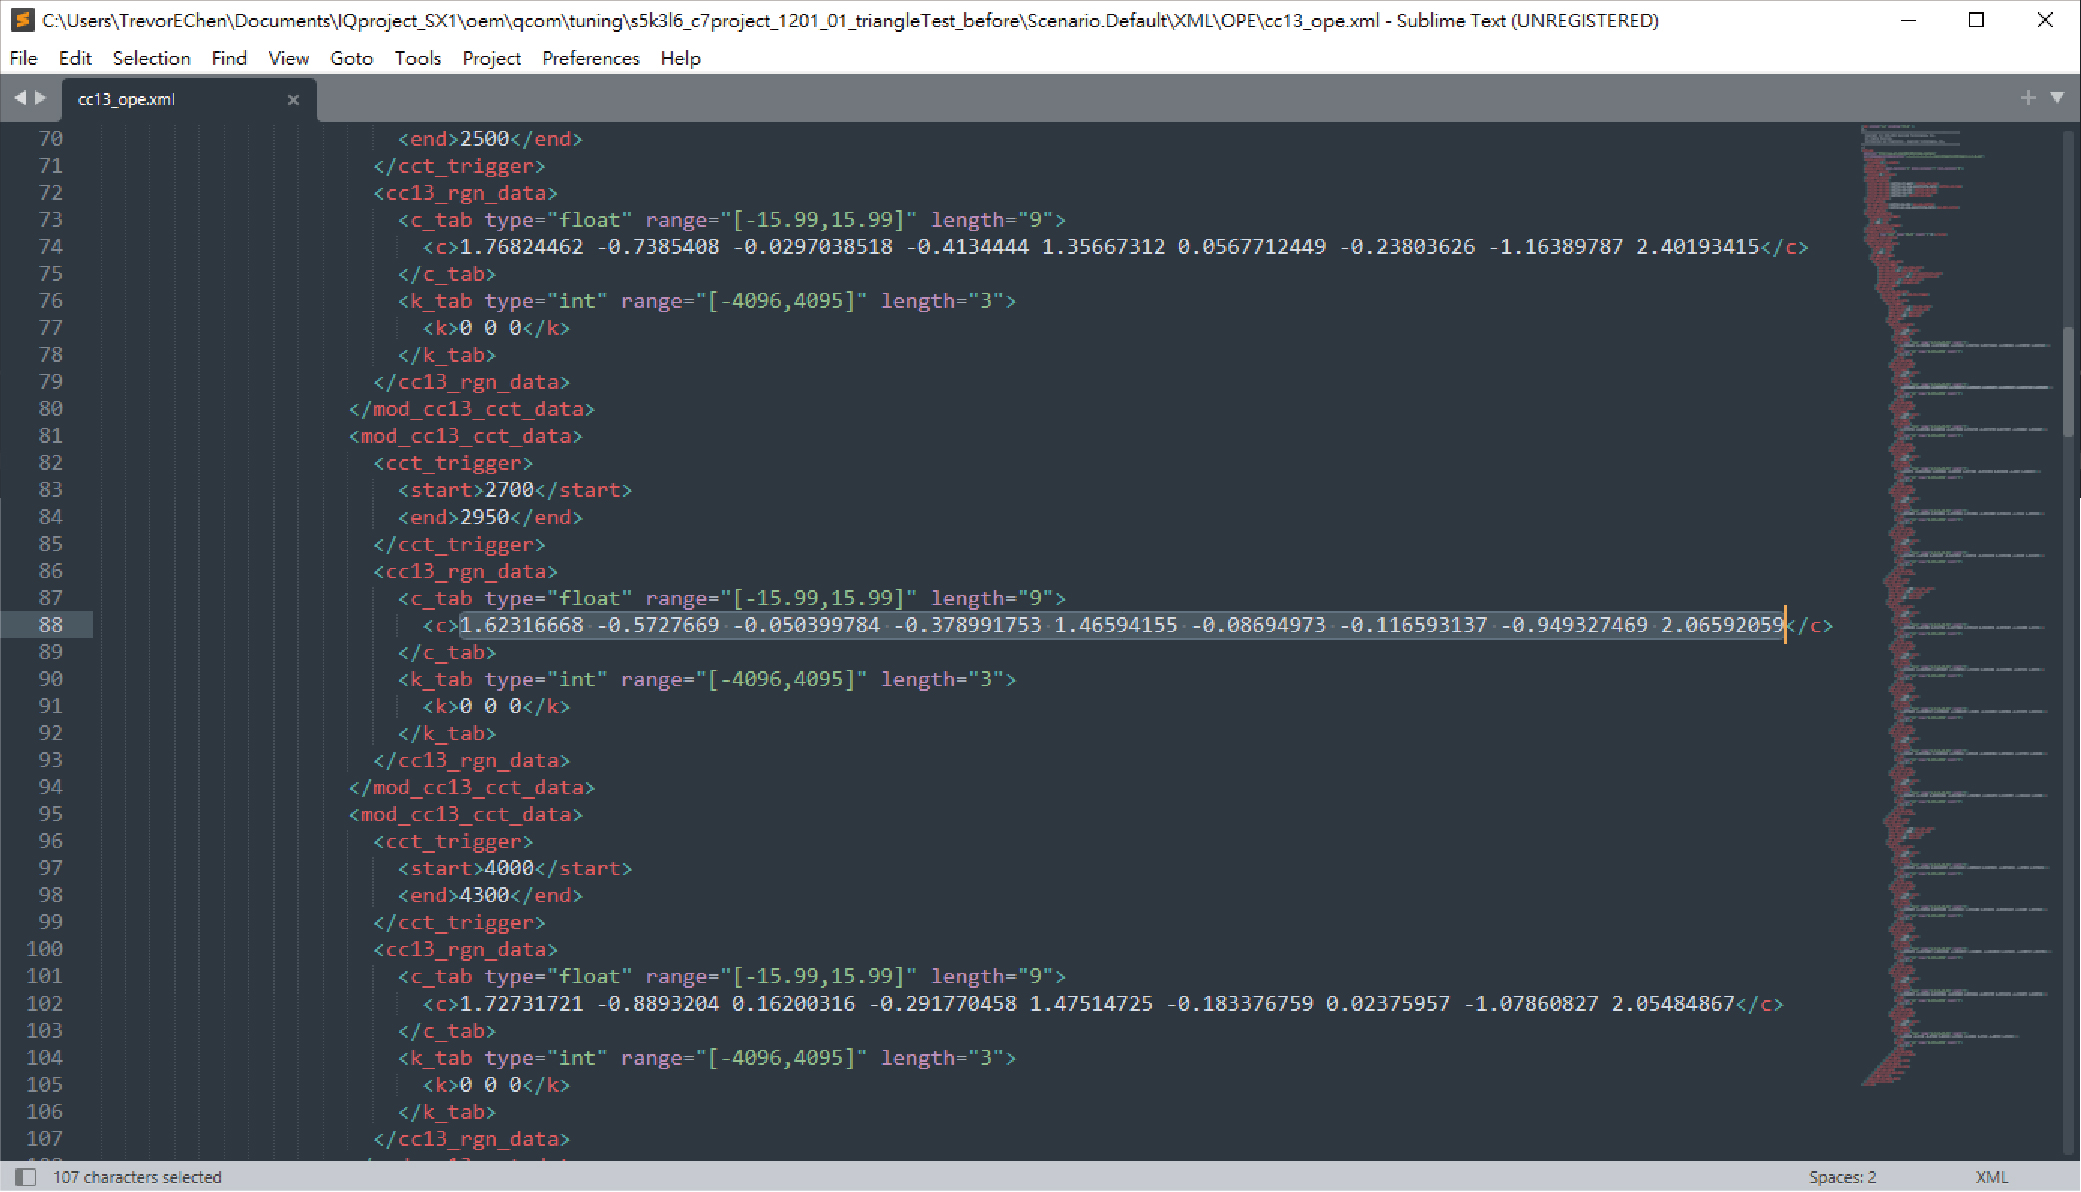 C:\Users\TrevorEChen\Documents\IQproject_SX1\oem\qcom\tuning\s5k3l6_c7project_1201_01_triangleTest_before\Scenario.Default\XML\OPE\cc13_ope.xml - Sublime Text (UNREGISTERED)
File Edit Selection Find View Goto Tools Project Preferences Help
cc13_ope.xml
70 <end>2500</end>
71 </cct_trigger>
72 <cc13_rgn_data>
73 <c_tab type="float" range="[-15.99,15.99]" length="9">
74 <c>1.76824462 -0.7385408 -0.0297038518 -0.4134444 1.35667312 0.0567712449 -0.23803626 -1.16389787 2.40193415</c>
75 </c_tab>
76 <k_tab type="int" range="[-4096,4095]" length="3">
77 <k>0 0 0</k>
78 </k_tab>
79 </cc13_rgn_data>
80 </mod_cc13_cct_data>
81 <mod_cc13_cct_data>
82 <cct_trigger>
83 <start>2700</start>
84 <end>2950</end>
85 </cct_trigger>
86 <cc13_rgn_data>
87 <c_tab type="float" range="[-15.99,15.99]" length="9">
88 <c>1.62316668 -0.5727669 -0.050399784 -0.378991753 1.46594155 -0.08694973 -0.116593137 -0.949327469 2.06592059</c>
89 </c_tab>
90 <k_tab type="int" range="[-4096,4095]" length="3">
91 <k>0 0 0</k>
92 </k_tab>
93 </cc13_rgn_data>
94 </mod_cc13_cct_data>
95 <mod_cc13_cct_data>
96 <cct_trigger>
97 <start>4000</start>
98 <end>4300</end>
99 </cct_trigger>
100 <cc13_rgn_data>
101 <c_tab type="float" range="[-15.99,15.99]" length="9">
102 <c>1.72731721 -0.8893204 0.16200316 -0.291770458 1.47514725 -0.183376759 0.02375957 -1.07860827 2.05484867</c>
103 </c_tab>
104 <k_tab type="int" range="[-4096,4095]" length="3">
105 <k>0 0 0</k>
106 </k_tab>
107 </cc13_rgn_data>
107 characters selected
Spaces: 2
XML